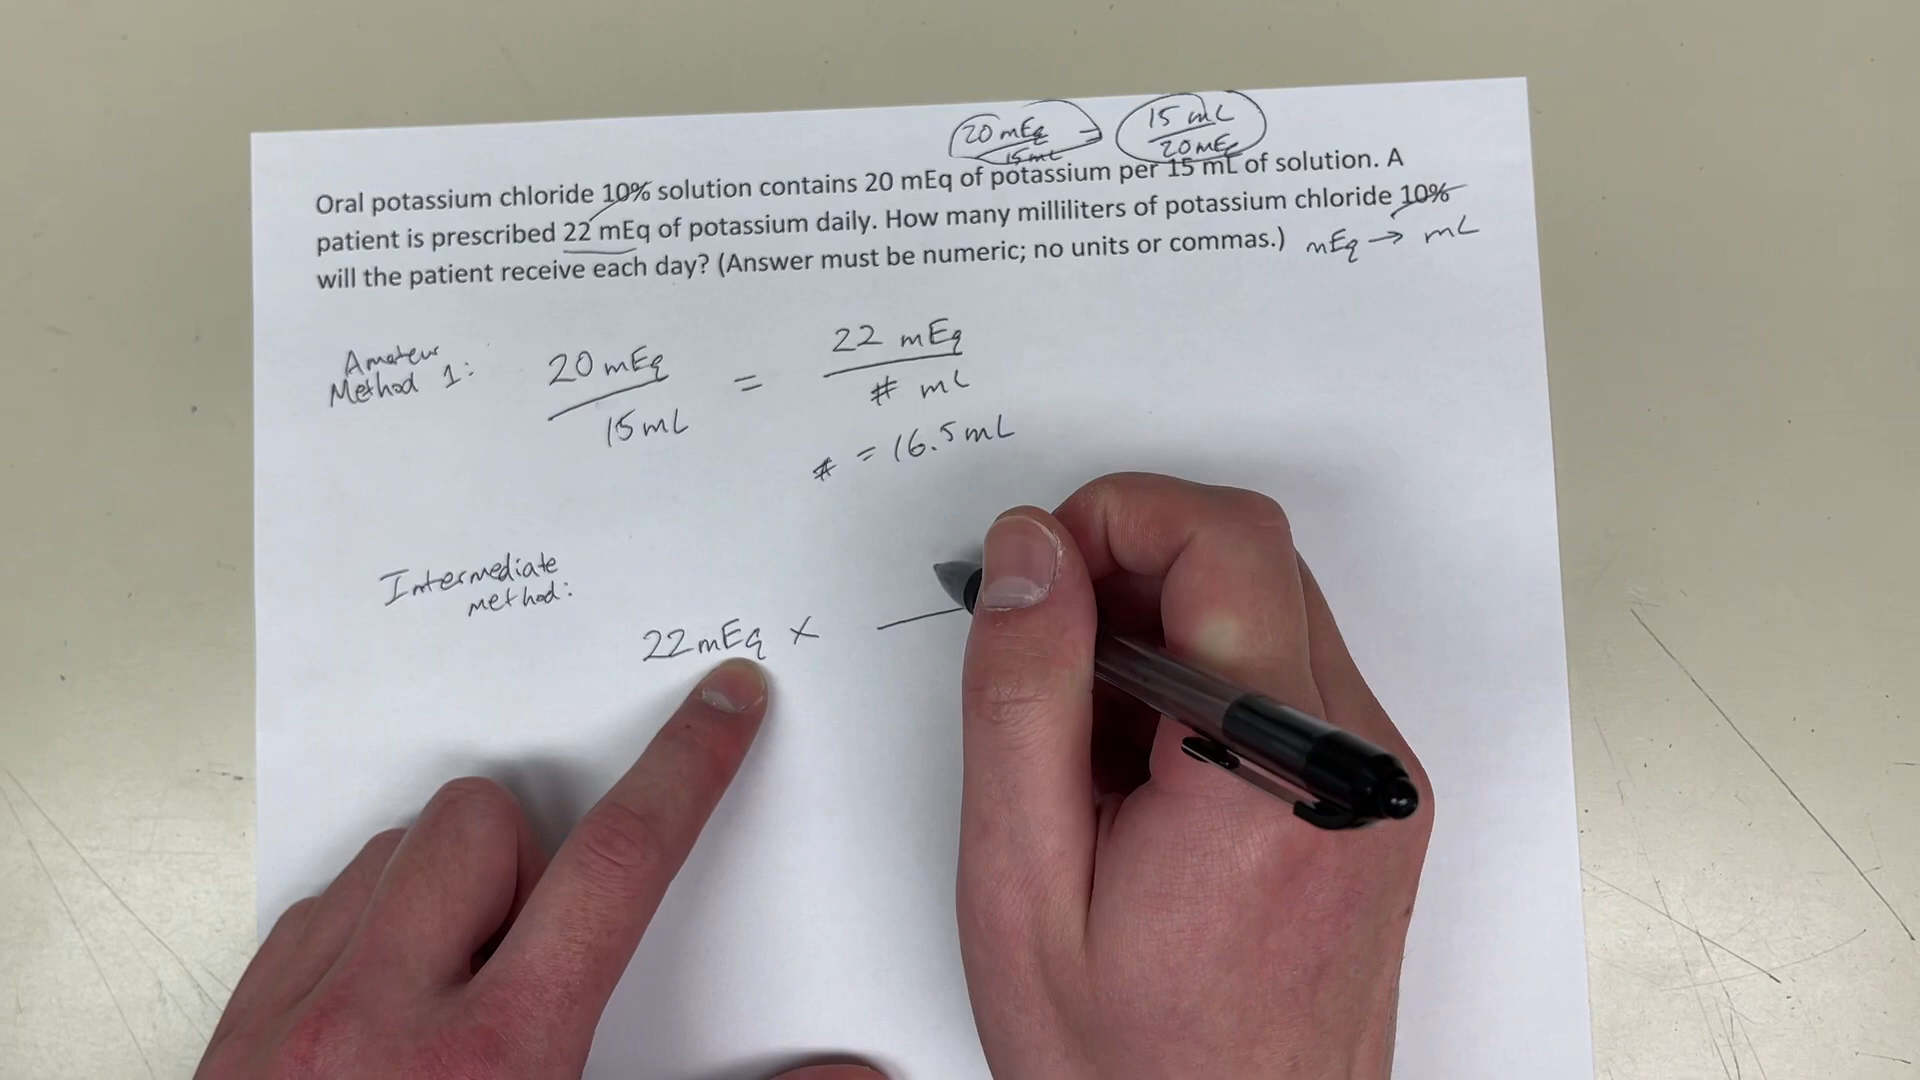 20 mEq = 15 mL
15 mL 20 mEq
Oral potassium chloride 10% solution contains 20 mEq of potassium per 15 mL of solution. A
patient is prescribed 22 mEq of potassium daily. How many milliliters of potassium chloride 10%
will the patient receive each day? (Answer must be numeric; no units or commas.) mEq → mL
Amateur
Method 1:
20 mEq = 22 mEq
15 mL # mL
# = 16.5 mL
Intermediate
method:
22 mEq x